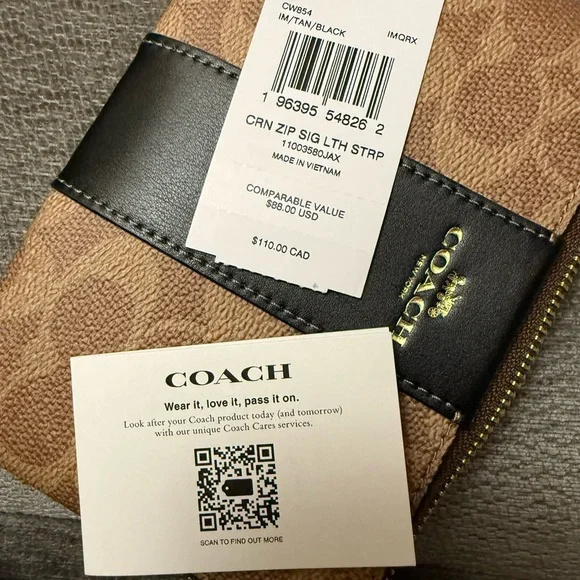 CW854
IM/TAN/BLACK IMQRX
1 96395 54826 2
CRN ZIP SIG LTH STRP
11003580JAX
MADE IN VIETNAM
COMPARABLE VALUE
$88.00 USD
$110.00 CAD
COACH
NEW YORK
COACH
Wear it, love it, pass it on.
Look after your Coach product today (and tomorrow)
with our unique Coach Cares services.
SCAN TO FIND OUT MORE